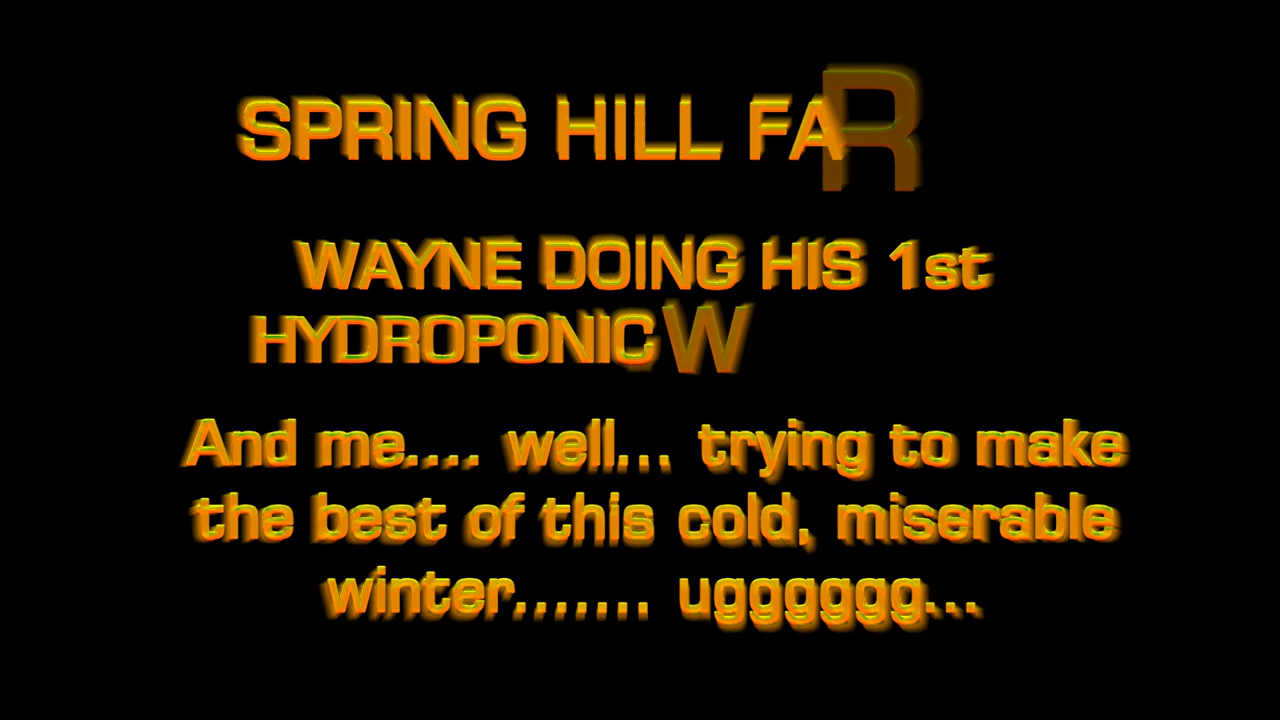 SPRING HILL FAR
WAYNE DOING HIS 1st
HYDROPONIC W
And me.... well... trying to make
the best of this cold, miserable
winter....... ugggggg...